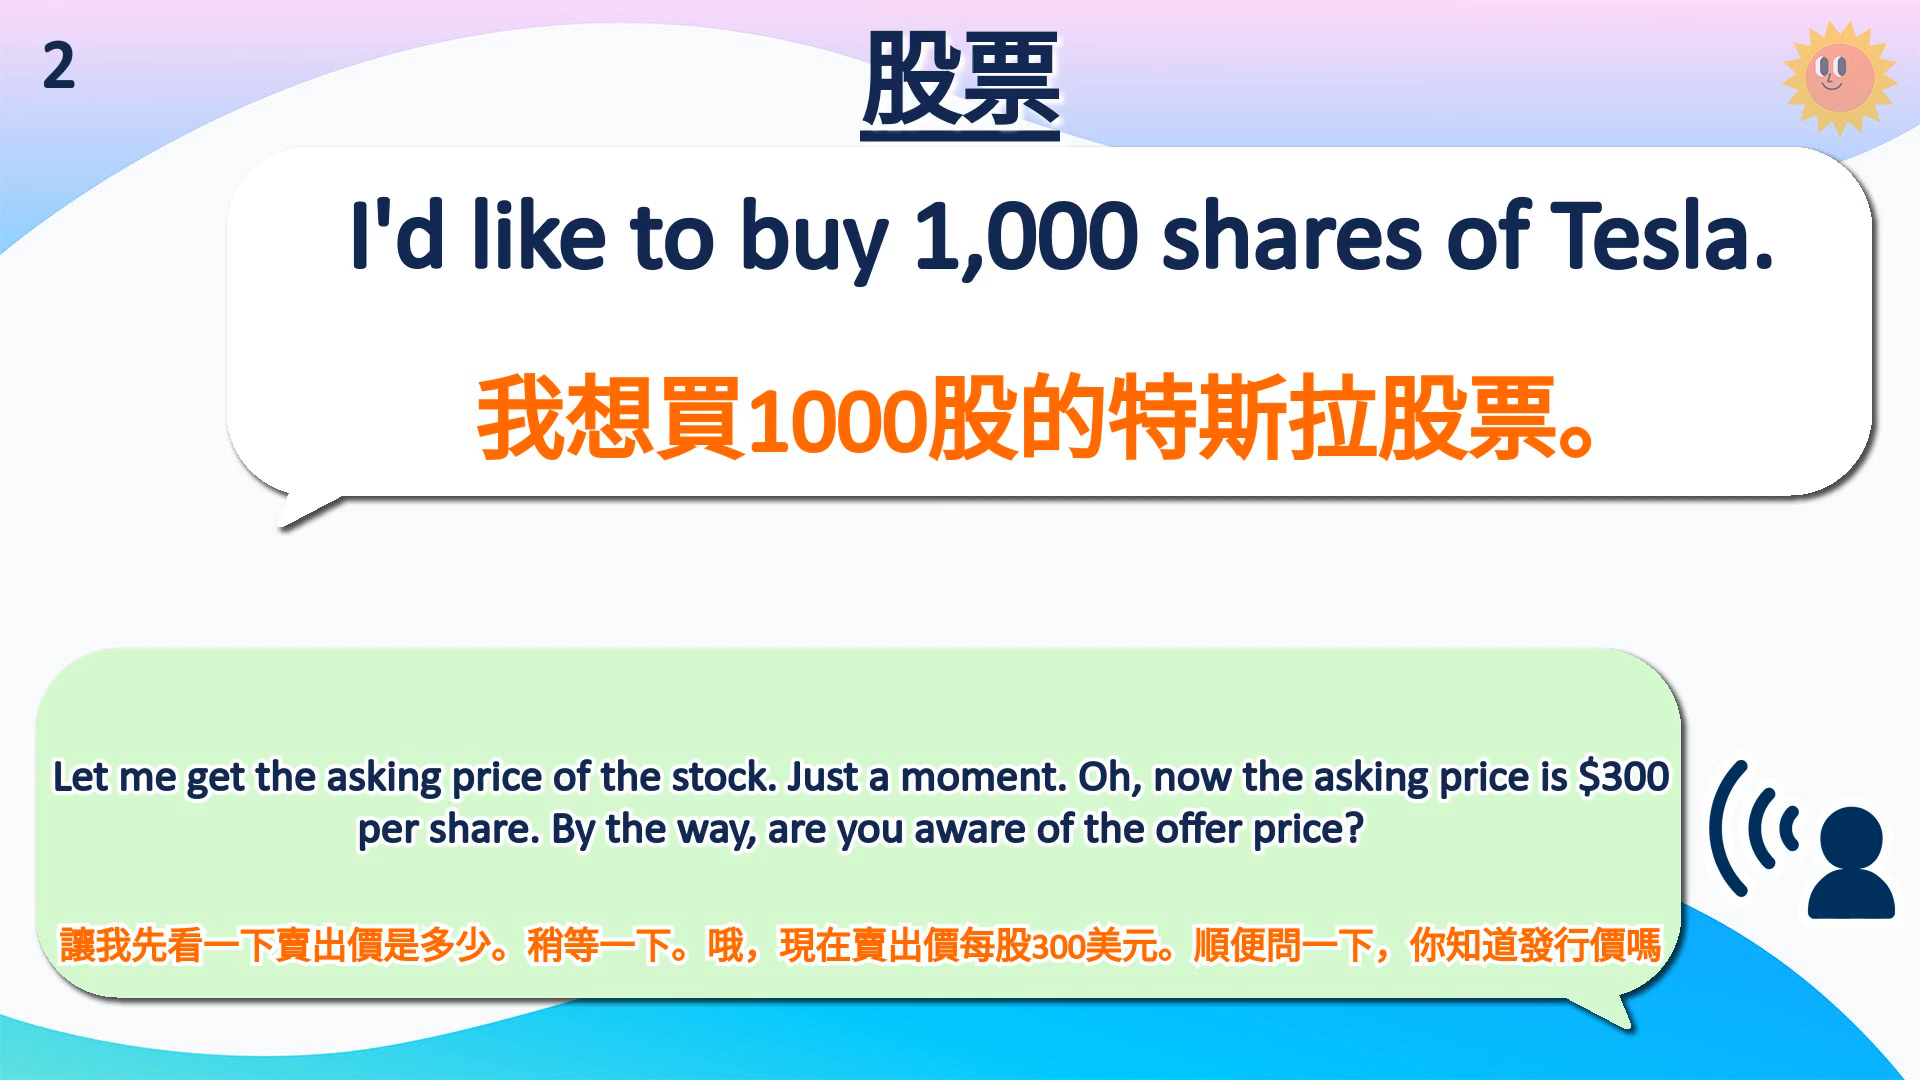 2
股票
I'd like to buy 1,000 shares of Tesla.
我想買1000股的特斯拉股票。
Let me get the asking price of the stock. Just a moment. Oh, now the asking price is $300
per share. By the way, are you aware of the offer price?
讓我先看一下賣出價是多少。稍等一下。哦，現在賣出價每股300美元。順便問一下，你知道發行價嗎